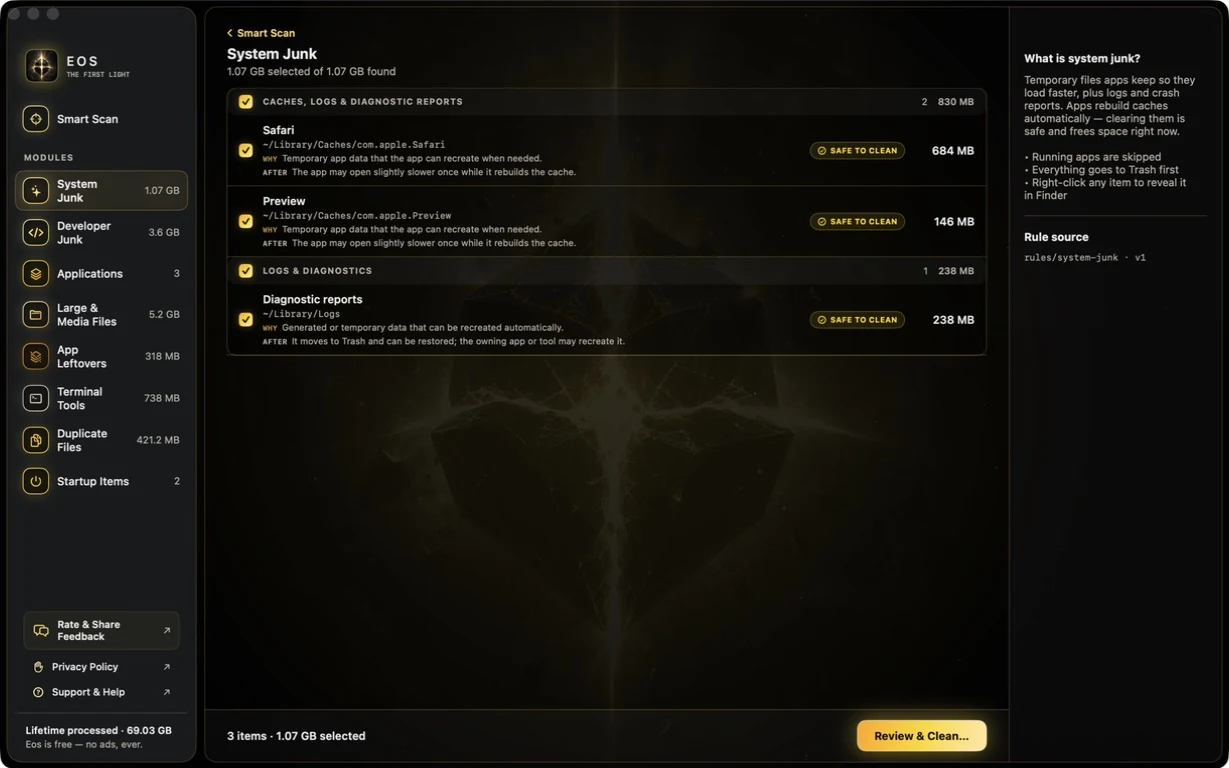 EOS
THE FIRST LIGHT
Smart Scan
MODULES
System
Junk
1.07 GB
Developer
Junk
3.6 GB
Applications
3
Large &
Media Files
5.2 GB
App
Leftovers
318 MB
Terminal
Tools
738 MB
Duplicate
Files
421.2 MB
Startup Items
2
Rate & Share
Feedback
Privacy Policy
Support & Help
Lifetime processed · 69.03 GB
Eos is free — no ads, ever.
Smart Scan
System Junk
1.07 GB selected of 1.07 GB found
CACHES, LOGS & DIAGNOSTIC REPORTS 2 830 MB
Safari
~/Library/Caches/com.apple.Safari
WHY Temporary app data that the app can recreate when needed.
AFTER The app may open slightly slower once while it rebuilds the cache.
SAFE TO CLEAN 684 MB
Preview
~/Library/Caches/com.apple.Preview
WHY Temporary app data that the app can recreate when needed.
AFTER The app may open slightly slower once while it rebuilds the cache.
SAFE TO CLEAN 146 MB
LOGS & DIAGNOSTICS 1 238 MB
Diagnostic reports
~/Library/Logs
WHY Generated or temporary data that can be recreated automatically.
AFTER It moves to Trash and can be restored; the owning app or tool may recreate it.
SAFE TO CLEAN 238 MB
3 items · 1.07 GB selected
Review & Clean...
What is system junk?
Temporary files apps keep so they
load faster, plus logs and crash
reports. Apps rebuild caches
automatically — clearing them is
safe and frees space right now.
• Running apps are skipped
• Everything goes to Trash first
• Right-click any item to reveal it
in Finder
Rule source
rules/system-junk · v1